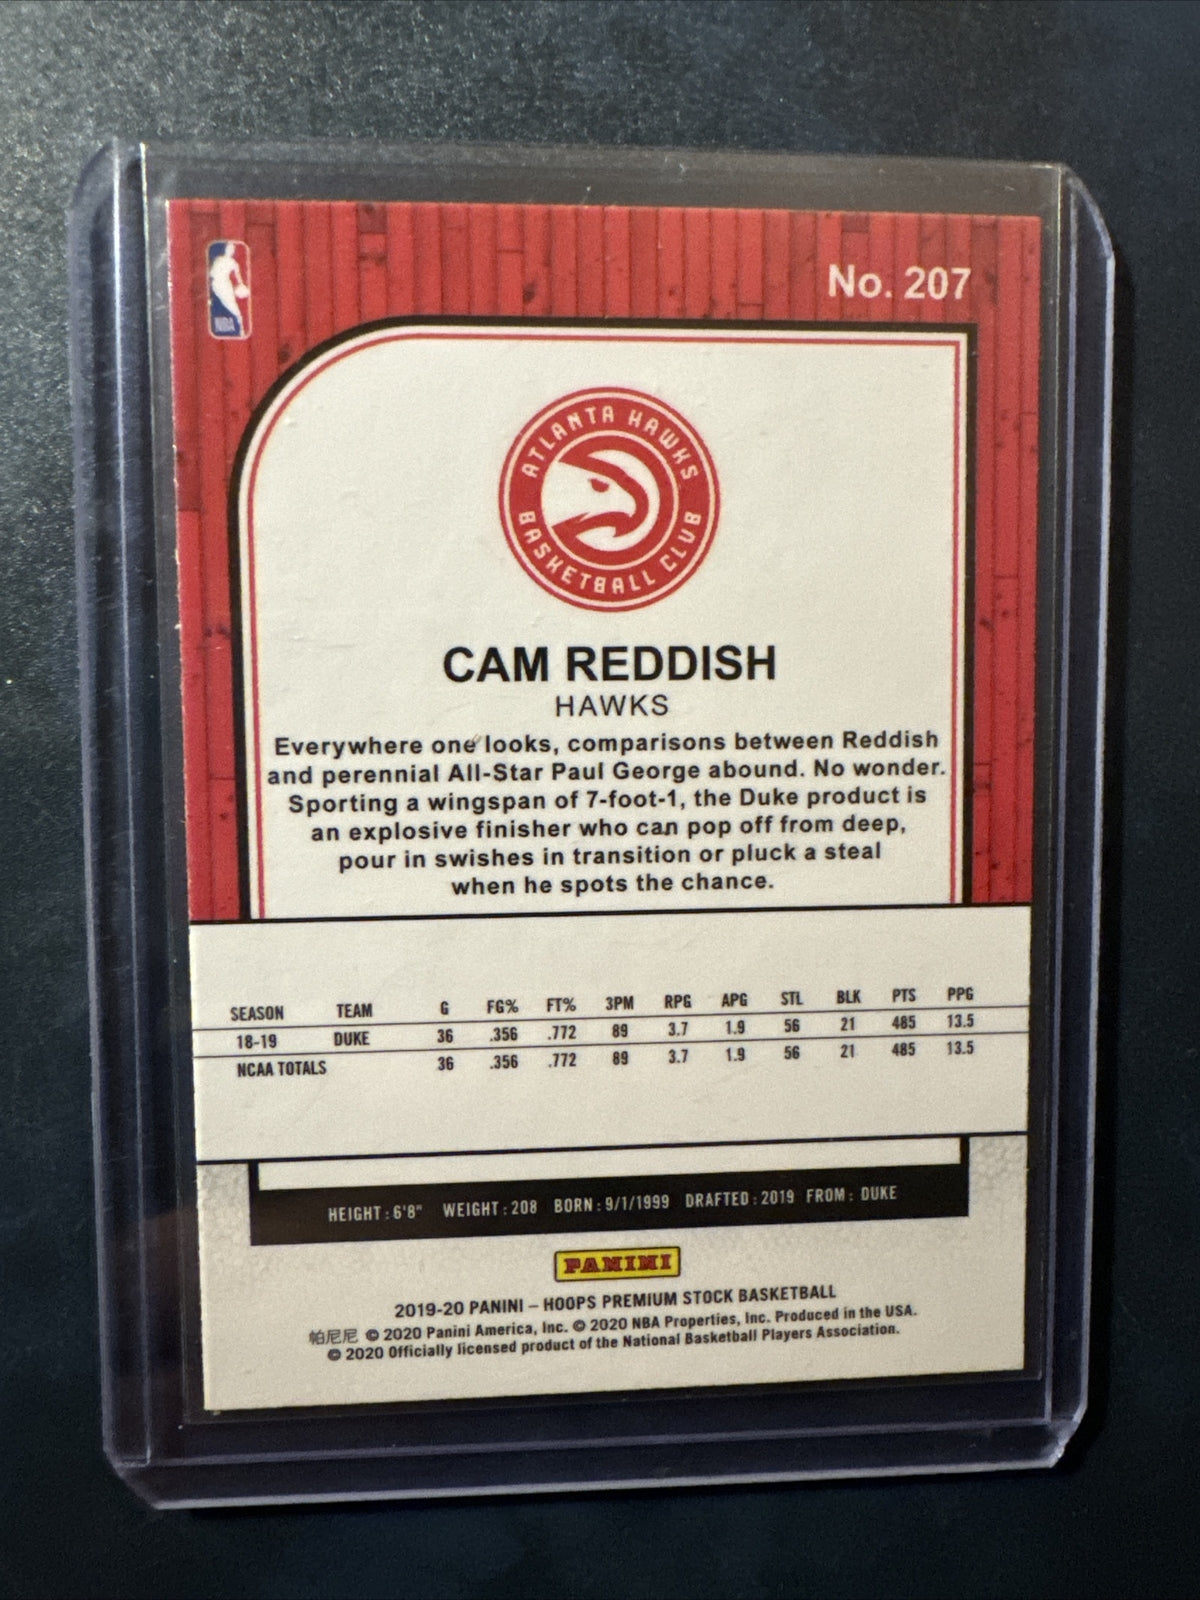 No. 207
NBA
ATLANTA HAWKS
BASKETBALL CLUB
CAM REDDISH
HAWKS
Everywhere one looks, comparisons between Reddish
and perennial All-Star Paul George abound. No wonder.
Sporting a wingspan of 7-foot-1, the Duke product is
an explosive finisher who can pop off from deep,
pour in swishes in transition or pluck a steal
when he spots the chance.
SEASON TEAM G FG% FT% 3PM RPG APG STL BLK PTS PPG
18-19 DUKE 36 .356 .772 89 3.7 1.9 56 21 485 13.5
NCAA TOTALS 36 .356 .772 89 3.7 1.9 56 21 485 13.5
HEIGHT : 6'8" WEIGHT : 208 BORN : 9/1/1999 DRAFTED : 2019 FROM : DUKE
PANINI
2019-20 PANINI – HOOPS PREMIUM STOCK BASKETBALL
帕尼尼 © 2020 Panini America, Inc. © 2020 NBA Properties, Inc. Produced in the USA.
© 2020 Officially licensed product of the National Basketball Players Association.